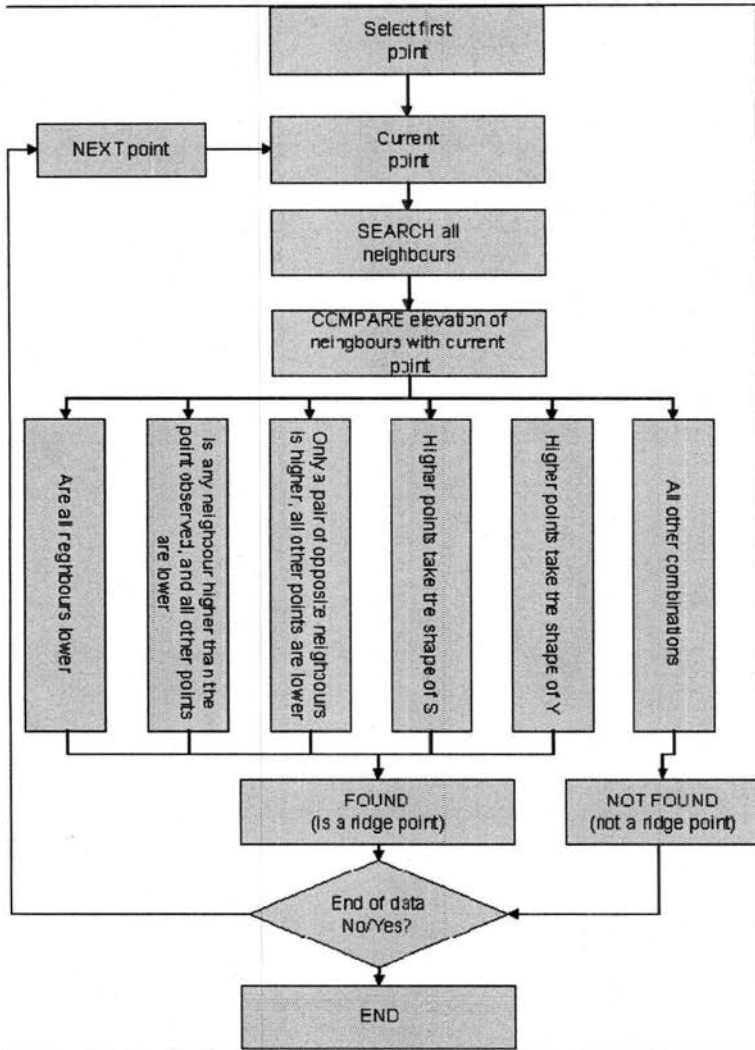 Select first
point
NEXT point
Current
point
SEARCH all
neighbours
CCMPARE elevation of
neingbours with current
point
Are all reghbours lower
Is any neighbour higher than the
point observed, and all other points
are lower
Only a pair of opposite neighbours
is higher, all other points are lower
Higher points take the shape of S
Higher points take the shape of Y
All other combinations
FOUND
(is a ridge point)
NOT FOUND
(not a ridge point)
End of data
No/Yes?
END